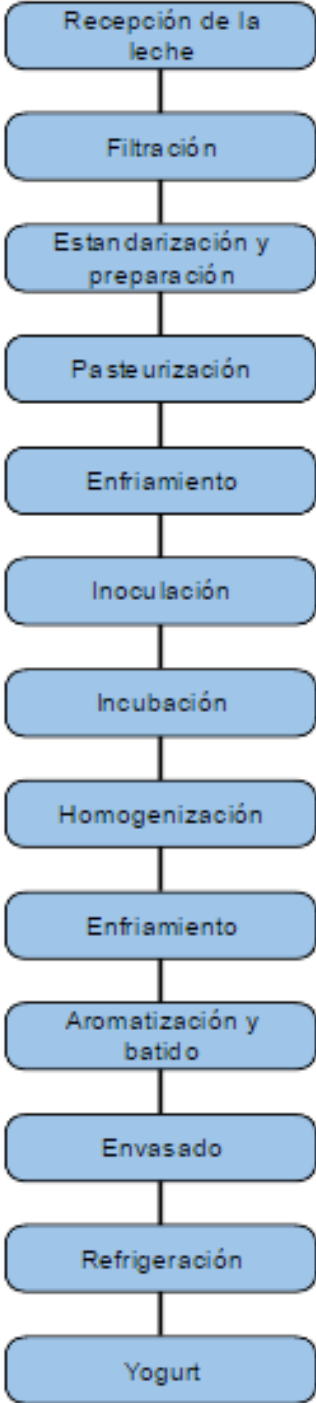 Recepción de la
leche
Filtración
Estandarización y
preparación
Pasteurización
Enfriamiento
Inoculación
Incubación
Homogenización
Enfriamiento
Aromatización y
batido
Envasado
Refrigeración
Yogurt